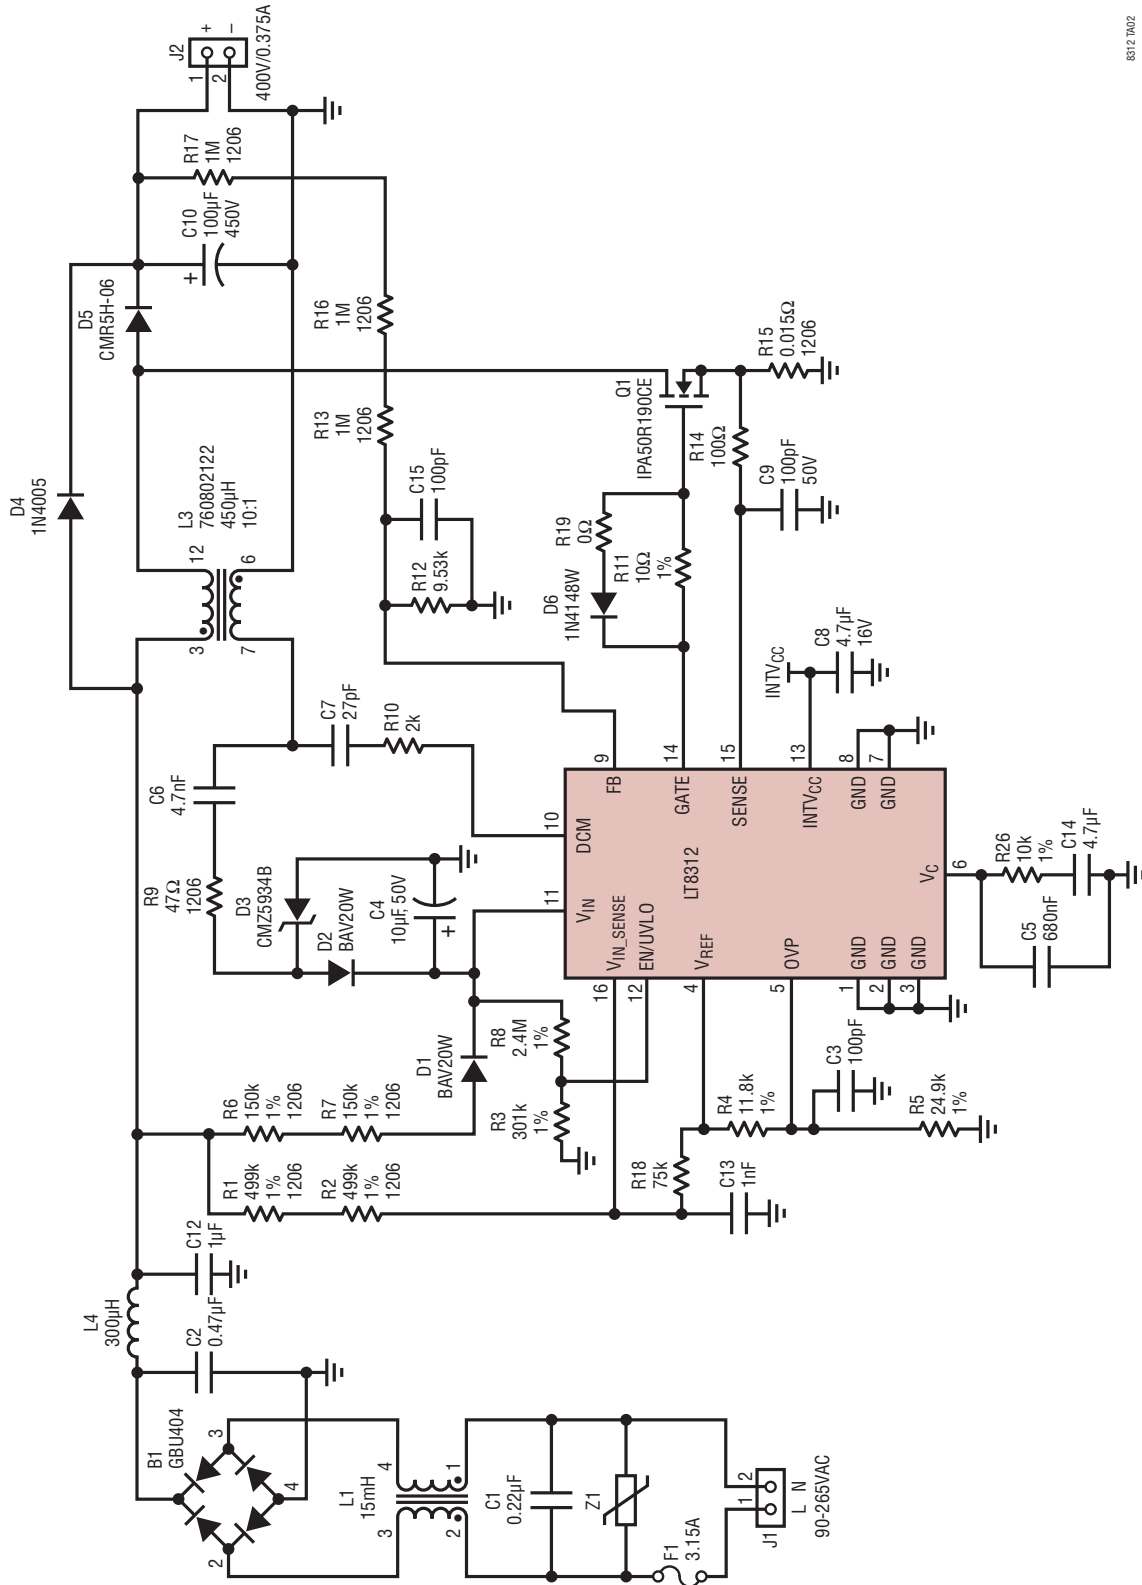 J2
+
−
1
2
400V/0.375A
8312 TA02
R17
1M
1206
C10
100µF
450V
+
D5
CMR5H-06
D4
1N4005
L3
760802122
450µH
10:1
12
6
3
7
R16
1M
1206
R13
1M
1206
C15
100pF
R12
9.53k
R15
0.015Ω
1206
Q1
IPA50R190CE
R14
100Ω
C9
100pF
50V
R19
0Ω
R11
10Ω
1%
D6
1N4148W
C7
27pF
R10
2k
C6
4.7nF
R9
47Ω
1206
D3
CMZ5934B
D2
BAV20W
C4
10µF, 50V
+
INTVCC
C8
4.7µF
16V
9
14
15
13
8
7
FB
GATE
SENSE
INTVCC
GND
GND
10
DCM
11
VIN
LT8312
VC
6
VIN_SENSE
EN/UVLO
VREF
OVP
GND
GND
GND
16
12
4
5
1
2
3
R26
10k
1%
C14
4.7µF
C5
680nF
D1
BAV20W
R8
2.4M
1%
R3
301k
1%
R6
150k
1%
1206
R7
150k
1%
1206
R1
499k
1%
1206
R2
499k
1%
1206
R18
75k
C13
1nF
R4
11.8k
1%
C3
100pF
R5
24.9k
1%
C12
1µF
L4
300µH
C2
0.47µF
B1
GBU404
3
4
2
L1
15mH
4
1
3
2
C1
0.22µF
Z1
F1
3.15A
J1
1
2
L
N
90-265VAC